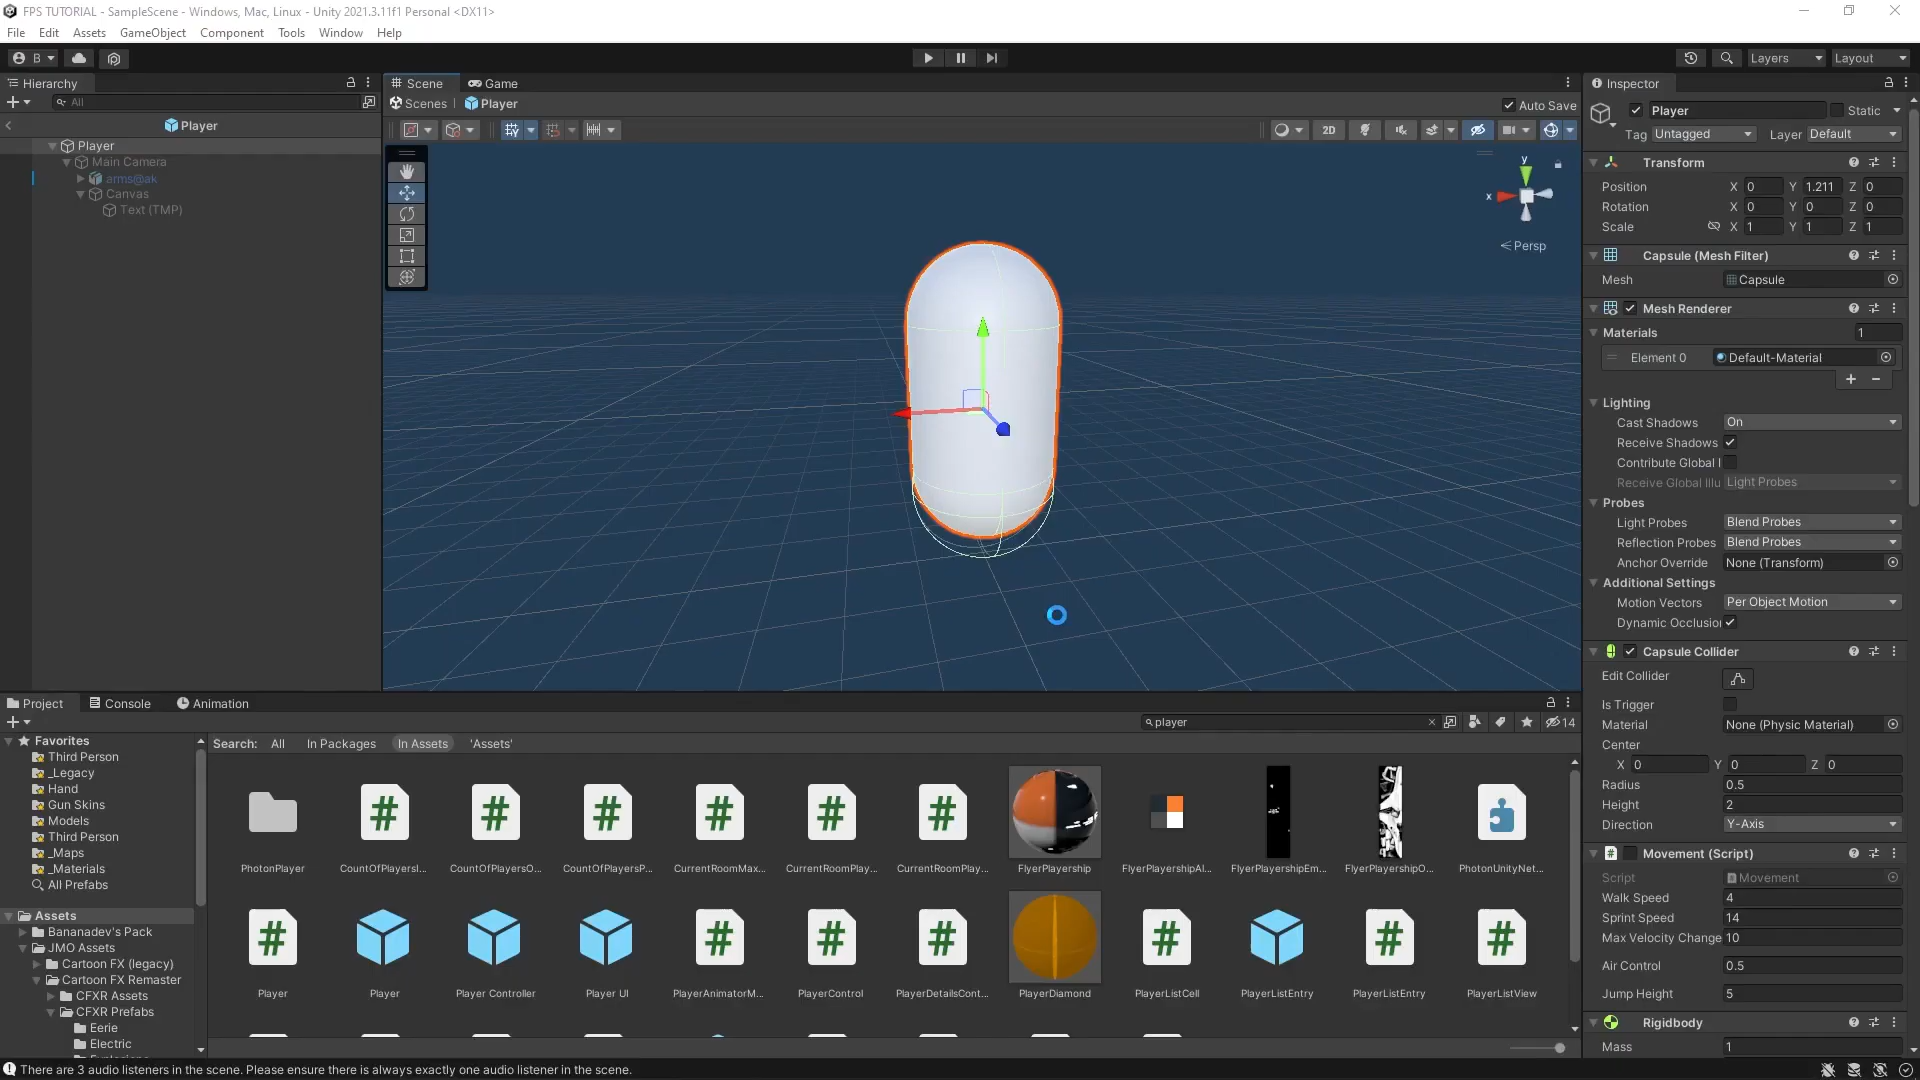 FPS TUTORIAL - SampleScene - Windows, Mac, Linux - Unity 2021.3.11f1 Personal <DX11>
File Edit Assets GameObject Component Tools Window Help
B
Layers Layout
Hierarchy
All
Player
Player
Main Camera
arms@ak
Canvas
Text (TMP)
Scene Game
Scenes Player
Auto Save
2D
y
x
Persp
Inspector
Player Static
Tag Untagged Layer Default
Transform
Position X 0 Y 1.211 Z 0
Rotation X 0 Y 0 Z 0
Scale X 1 Y 1 Z 1
Capsule (Mesh Filter)
Mesh Capsule
Mesh Renderer
Materials 1
Element 0 Default-Material
Lighting
Cast Shadows On
Receive Shadows
Contribute Global I
Receive Global Illu Light Probes
Probes
Light Probes Blend Probes
Reflection Probes Blend Probes
Anchor Override None (Transform)
Additional Settings
Motion Vectors Per Object Motion
Dynamic Occlusion
Capsule Collider
Edit Collider
Is Trigger
Material None (Physic Material)
Center
X 0 Y 0 Z 0
Radius 0.5
Height 2
Direction Y-Axis
Movement (Script)
Script Movement
Walk Speed 4
Sprint Speed 14
Max Velocity Change 10
Air Control 0.5
Jump Height 5
Rigidbody
Mass 1
Project Console Animation
player
14
Favorites
Third Person
_Legacy
Hand
Gun Skins
Models
Third Person
_Maps
_Materials
All Prefabs
Assets
Bananadev's Pack
JMO Assets
Cartoon FX (legacy)
Cartoon FX Remaster
CFXR Assets
CFXR Prefabs
Eerie
Electric
Search: All In Packages In Assets 'Assets'
PhotonPlayer CountOfPlayersI... CountOfPlayersO... CountOfPlayersP... CurrentRoomMax... CurrentRoomPlay... CurrentRoomPlay... FlyerPlayership FlyerPlayershipAl... FlyerPlayershipEm... FlyerPlayershipO... PhotonUnityNet...
Player Player Player Controller Player UI PlayerAnimatorM... PlayerControl PlayerDetailsCont... PlayerDiamond PlayerListCell PlayerListEntry PlayerListEntry PlayerListView
There are 3 audio listeners in the scene. Please ensure there is always exactly one audio listener in the scene.